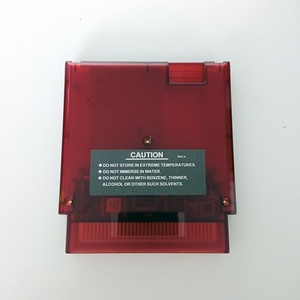 CAUTION
● DO NOT STORE IN EXTREME TEMPERATURES.
● DO NOT IMMERSE IN WATER.
● DO NOT CLEAN WITH BENZENE, THINNER,
ALCOHOL OR OTHER SUCH SOLVENTS.